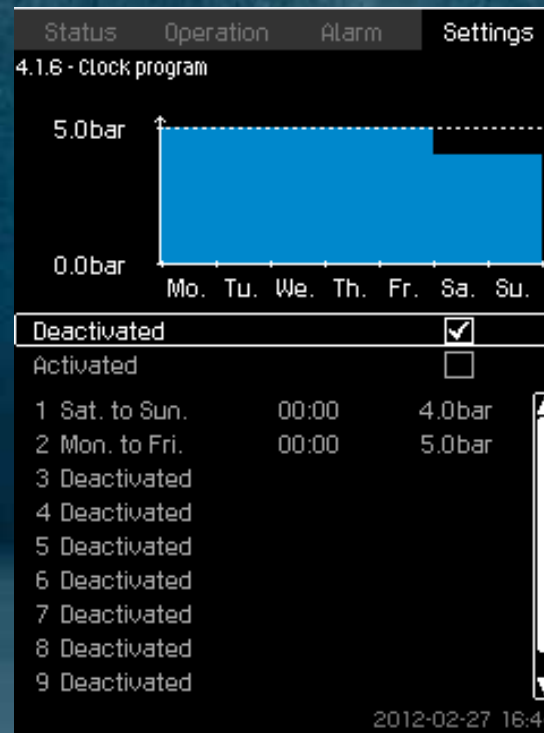 Status Operation Alarm Settings
4.1.6 - Clock program
5.0bar
0.0bar
Mo. Tu. We. Th. Fr. Sa. Su.
Deactivated
Activated
1 Sat. to Sun. 00:00 4.0bar
2 Mon. to Fri. 00:00 5.0bar
3 Deactivated
4 Deactivated
5 Deactivated
6 Deactivated
7 Deactivated
8 Deactivated
9 Deactivated
2012-02-27 16:4